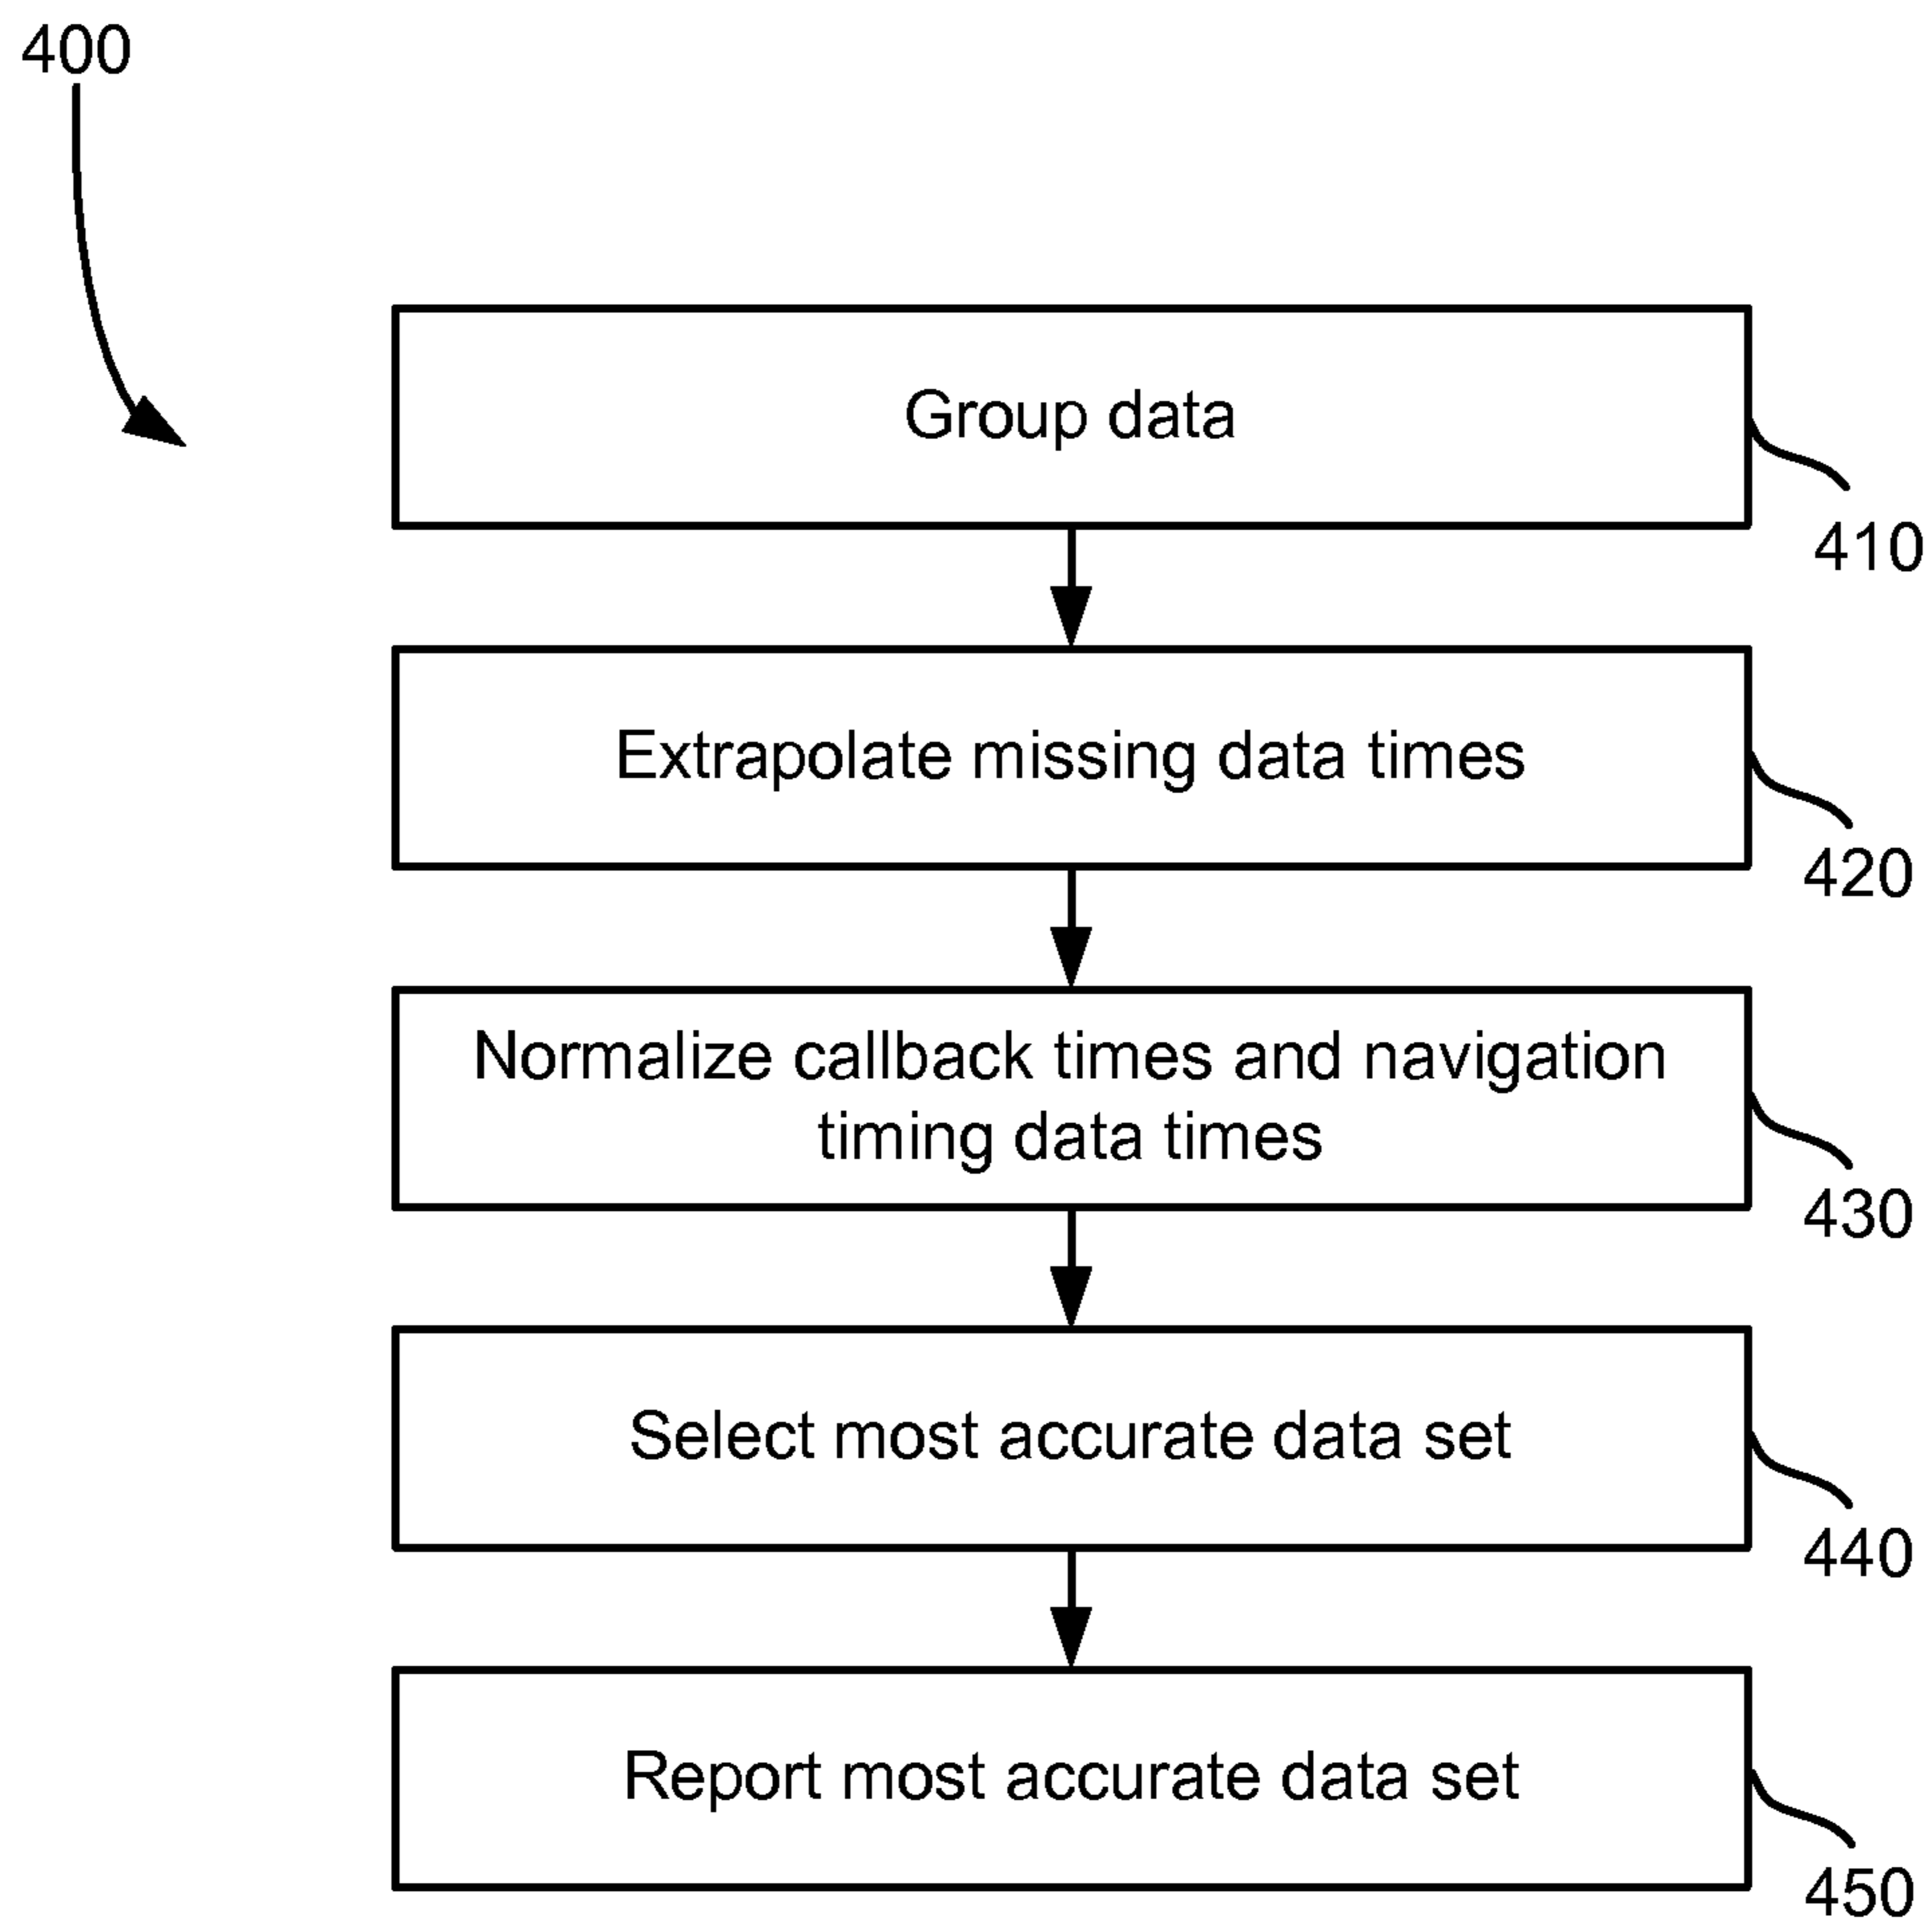 400
Group data
410
Extrapolate missing data times
420
Normalize callback times and navigation
timing data times
430
Select most accurate data set
440
Report most accurate data set
450